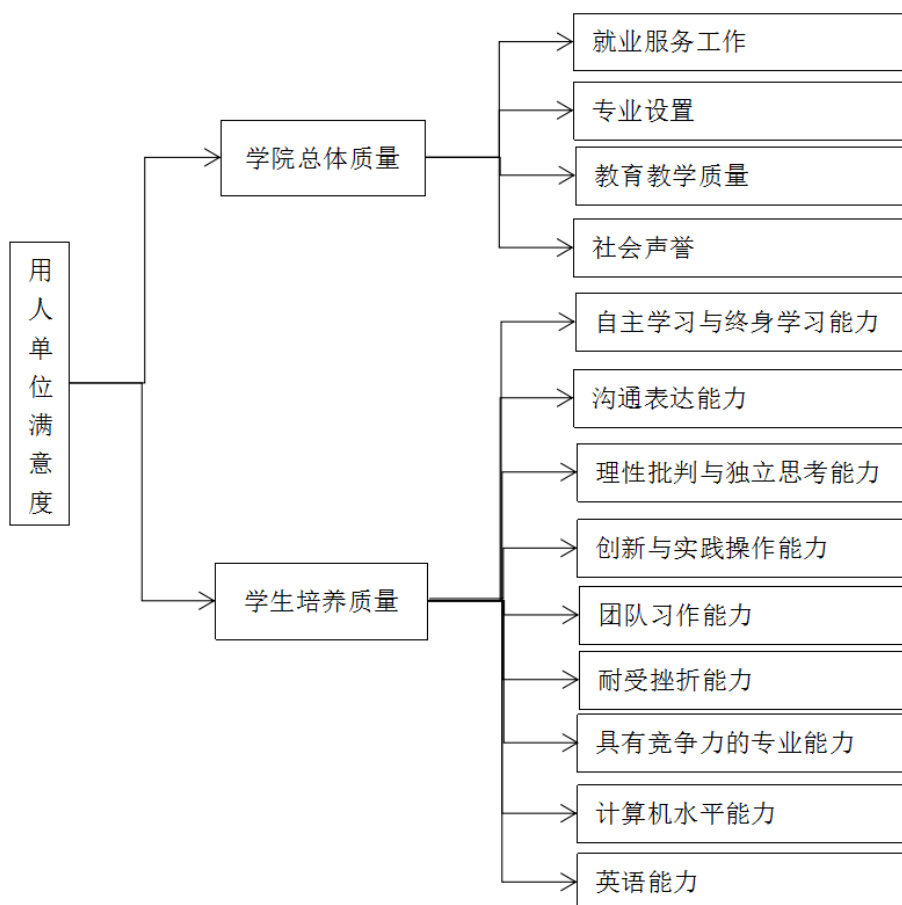 用人单位满意度
学院总体质量
就业服务工作
专业设置
教育教学质量
社会声誉
学生培养质量
自主学习与终身学习能力
沟通表达能力
理性批判与独立思考能力
创新与实践操作能力
团队习作能力
耐受挫折能力
具有竞争力的专业能力
计算机水平能力
英语能力